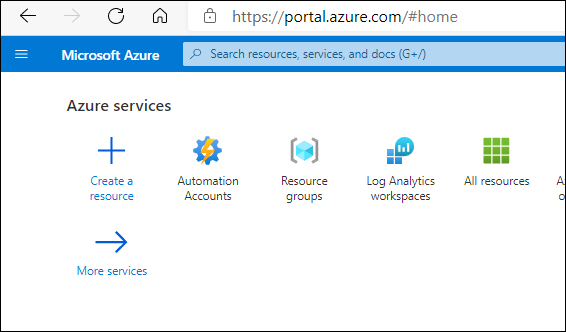 https://portal.azure.com/#home
Microsoft Azure
Search resources, services, and docs (G+/)
Azure services
Create a
resource
Automation
Accounts
Resource
groups
Log Analytics
workspaces
All resources
More services